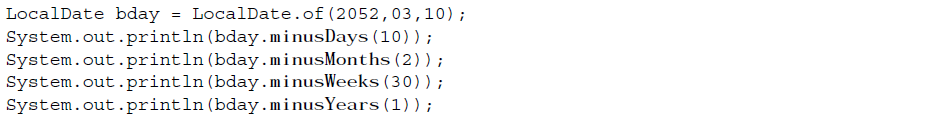 LocalDate bday = LocalDate.of(2052,03,10);
System.out.println(bday.minusDays(10));
System.out.println(bday.minusMonths(2));
System.out.println(bday.minusWeeks(30));
System.out.println(bday.minusYears(1));